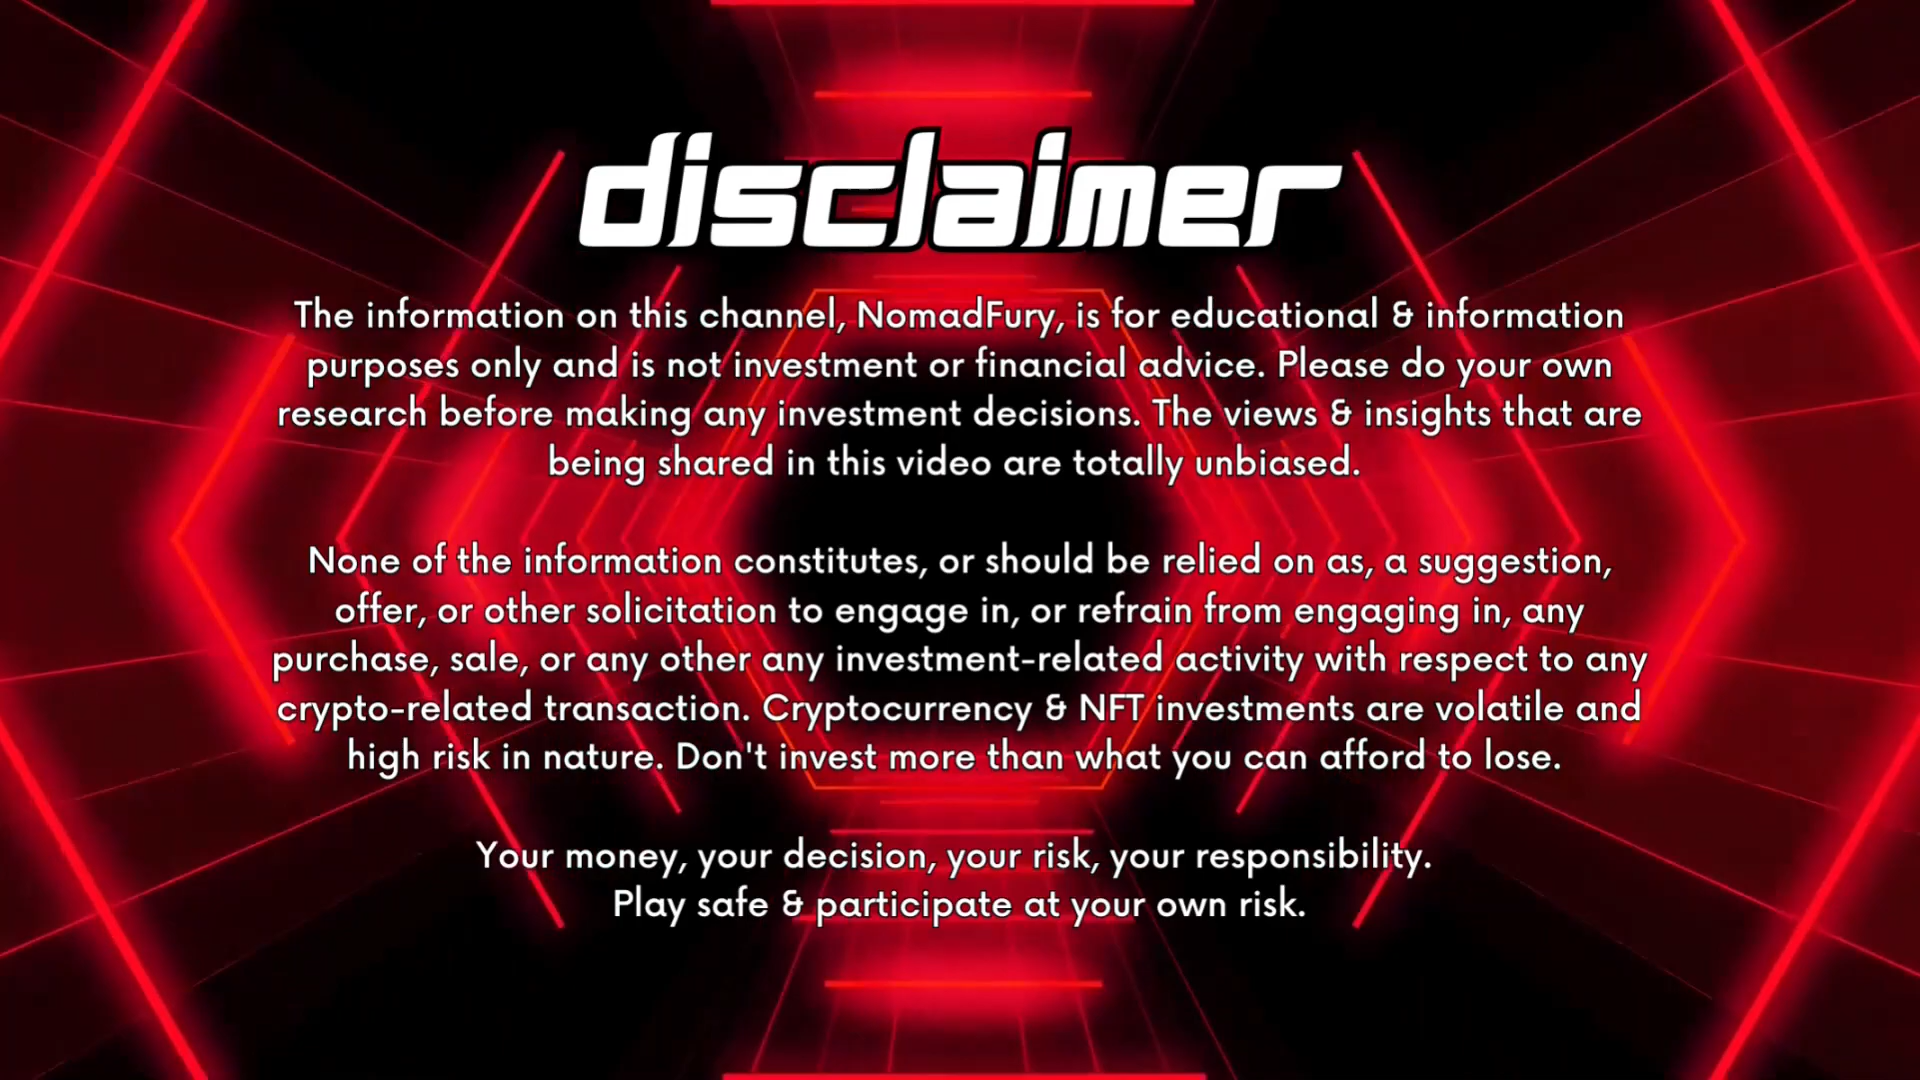 disclaimer
The information on this channel, NomadFury, is for educational & information
purposes only and is not investment or financial advice. Please do your own
research before making any investment decisions. The views & insights that are
being shared in this video are totally unbiased.
None of the information constitutes, or should be relied on as, a suggestion,
offer, or other solicitation to engage in, or refrain from engaging in, any
purchase, sale, or any other any investment-related activity with respect to any
crypto-related transaction. Cryptocurrency & NFT investments are volatile and
high risk in nature. Don't invest more than what you can afford to lose.
Your money, your decision, your risk, your responsibility.
Play safe & participate at your own risk.